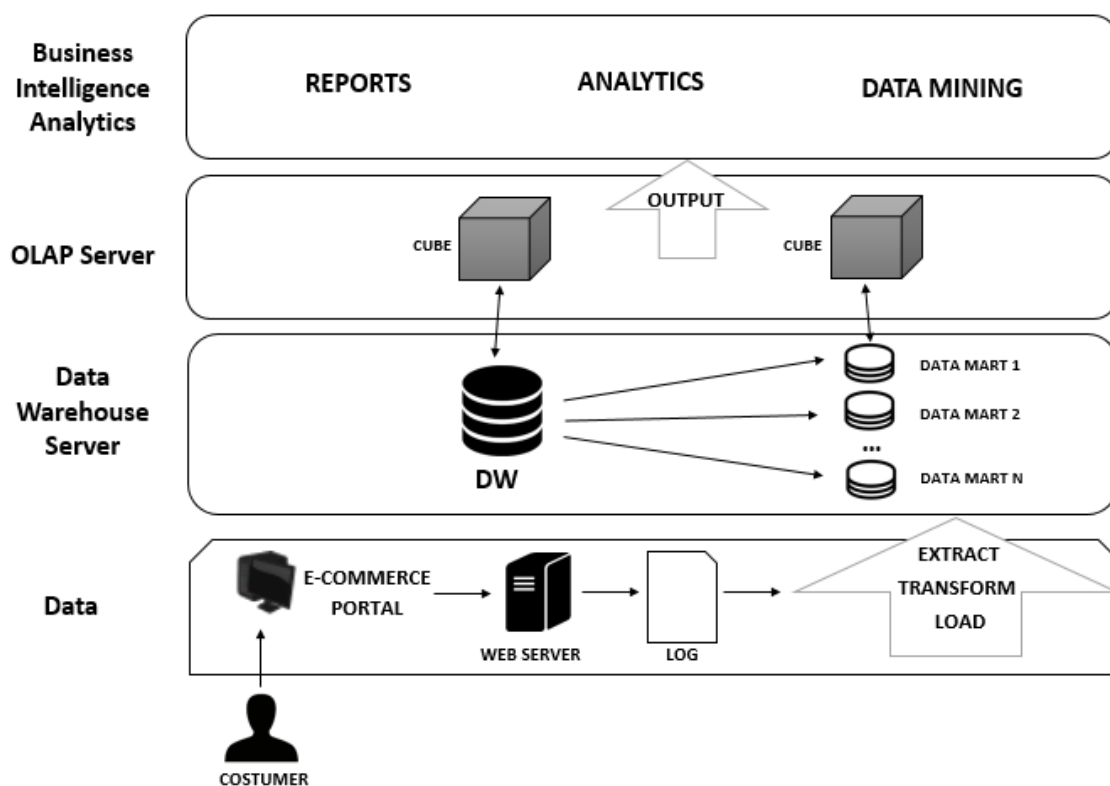 Business
Intelligence
Analytics
REPORTS
ANALYTICS
DATA MINING
OLAP Server
CUBE
OUTPUT
CUBE
Data
Warehouse
Server
DW
DATA MART 1
DATA MART 2
...
DATA MART N
Data
E-COMMERCE
PORTAL
WEB SERVER
LOG
EXTRACT
TRANSFORM
LOAD
COSTUMER